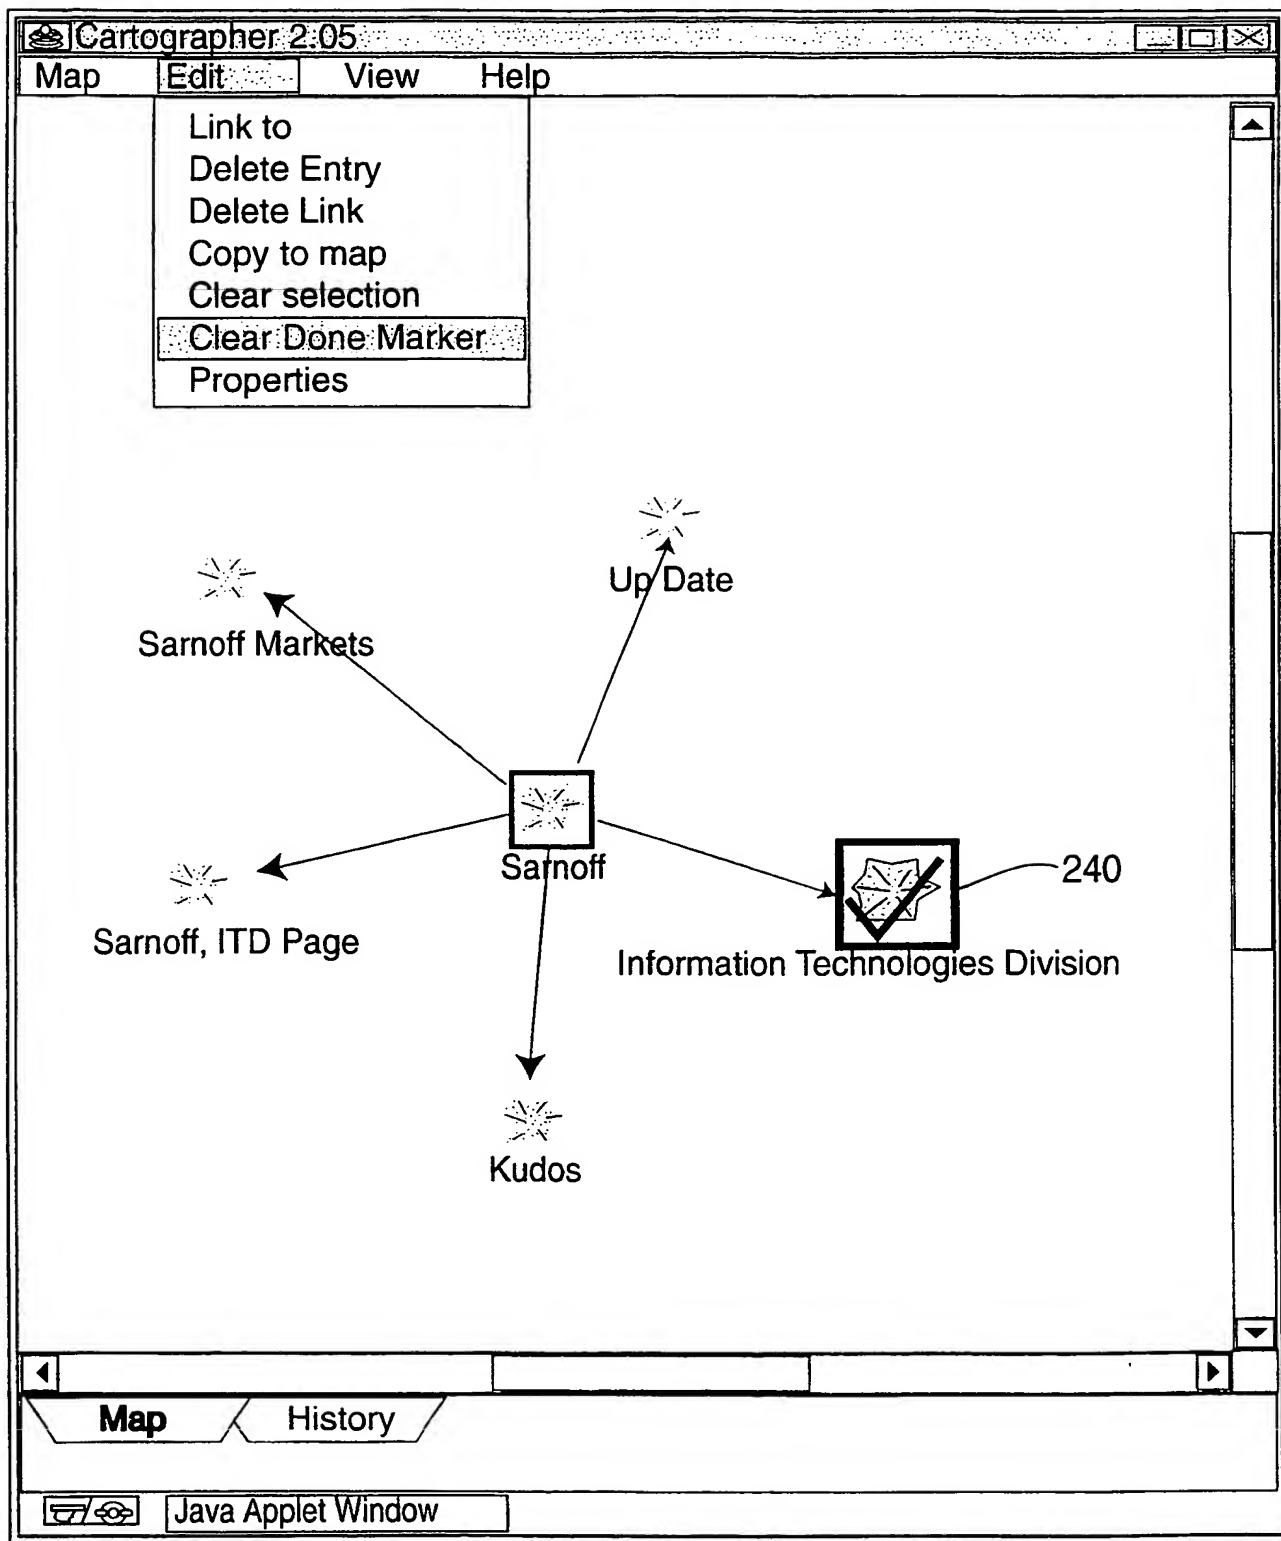 Cartographer 2.05
Map Edit View Help
Link to
Delete Entry
Delete Link
Copy to map
Clear selection
Clear Done Marker
Properties
Up Date
Sarnoff Markets
Sarnoff
240
Sarnoff, ITD Page
Information Technologies Division
Kudos
Map History
Java Applet Window